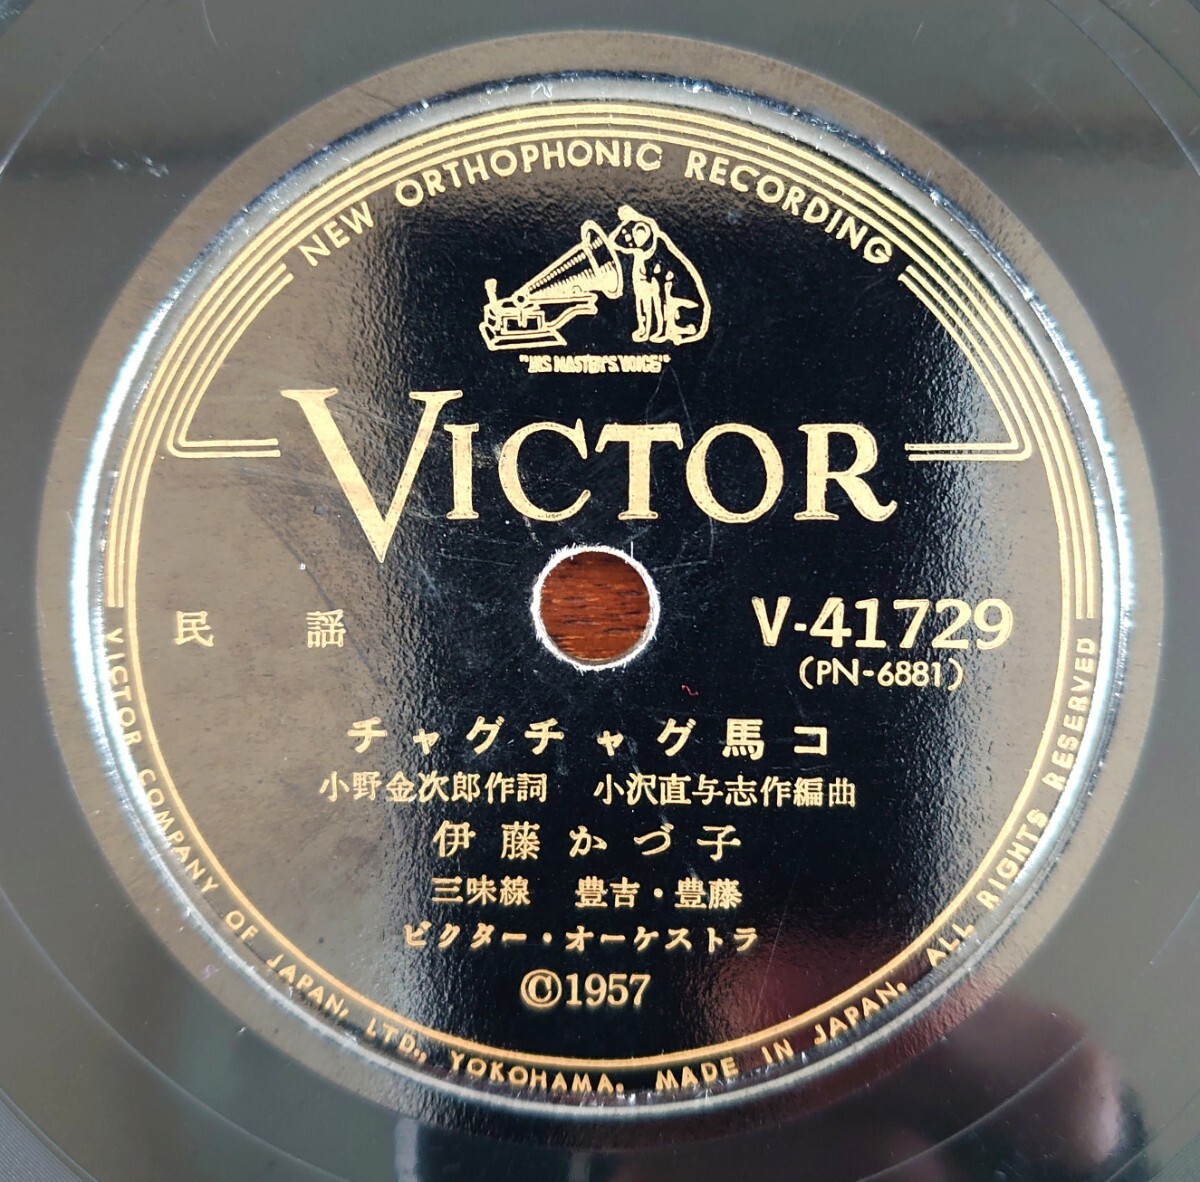 NEW ORTHOPHONIC RECORDING
"HIS MASTER'S VOICE"
VICTOR
民謡
V-41729
(PN-6881)
チャグチャグ馬コ
小野金次郎作詞 小沢直与志作編曲
伊藤かづ子
三味線 豊吉・豊藤
ビクター・オーケストラ
©1957
VICTOR COMPANY OF JAPAN, LTD., YOKOHAMA. MADE IN JAPAN. ALL RIGHTS RESERVED